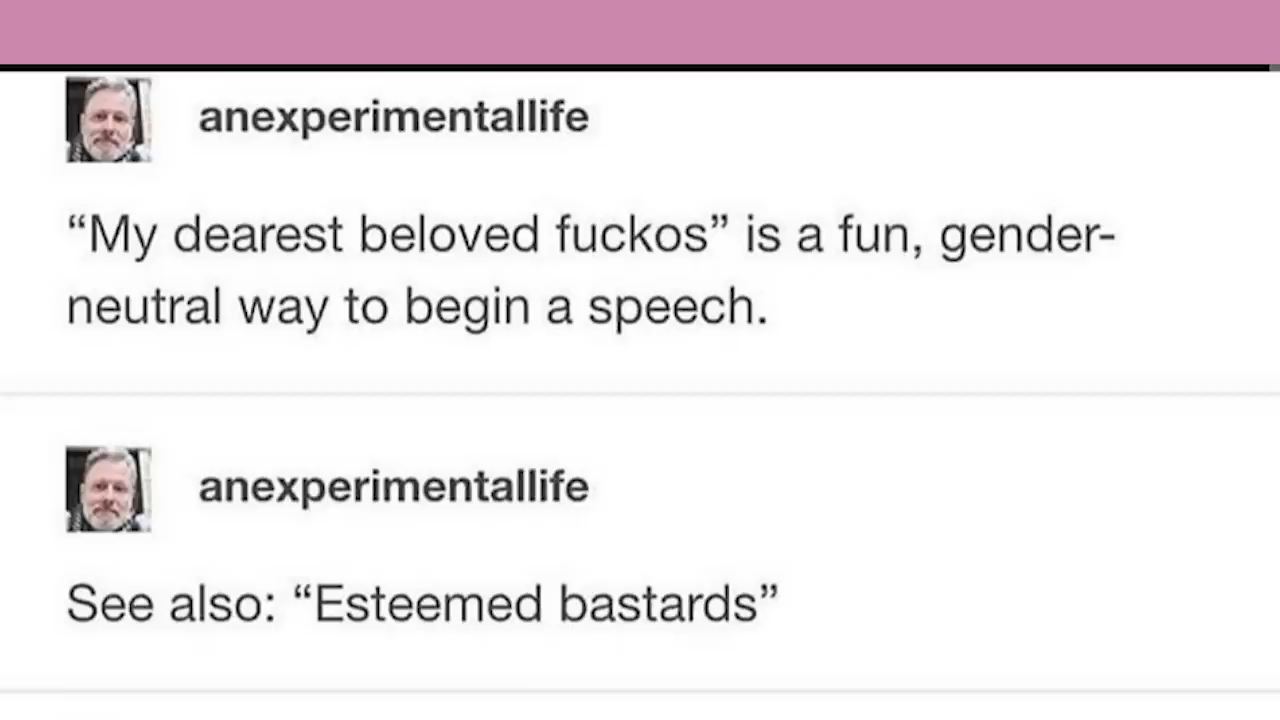 anexperimentallife
“My dearest beloved fuckos” is a fun, gender-
neutral way to begin a speech.
anexperimentallife
See also: “Esteemed bastards”